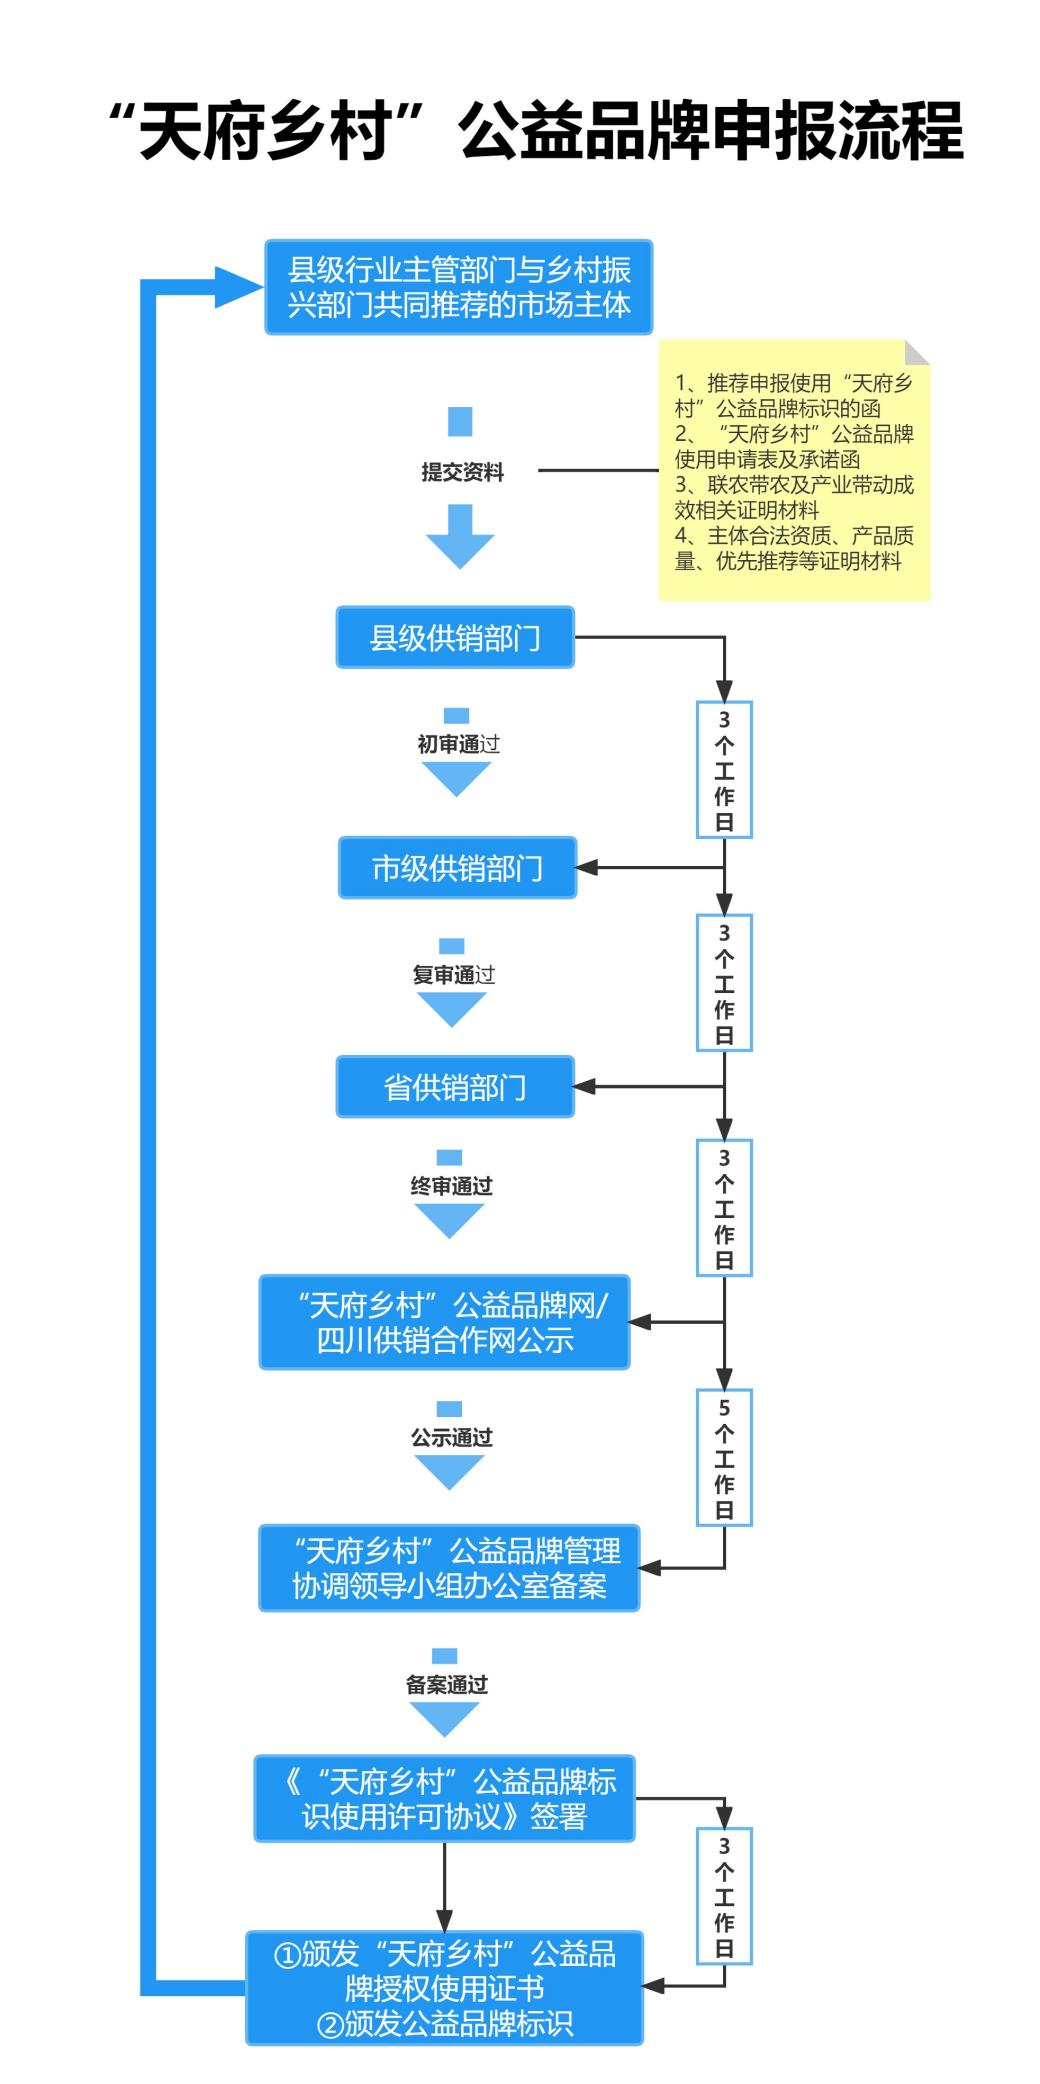 “天府乡村”公益品牌申报流程
县级行业主管部门与乡村振
兴部门共同推荐的市场主体
提交资料
1、推荐申报使用“天府乡
村”公益品牌标识的函
2、“天府乡村”公益品牌
使用申请表及承诺函
3、联农带农及产业带动成
效相关证明材料
4、主体合法资质、产品质
量、优先推荐等证明材料
县级供销部门
3个工作日
初审通过
市级供销部门
3个工作日
复审通过
省供销部门
3个工作日
终审通过
“天府乡村”公益品牌网/
四川供销合作网公示
5个工作日
公示通过
“天府乡村”公益品牌管理
协调领导小组办公室备案
备案通过
《“天府乡村”公益品牌标
识使用许可协议》签署
3个工作日
①颁发“天府乡村”公益品
牌授权使用证书
②颁发公益品牌标识